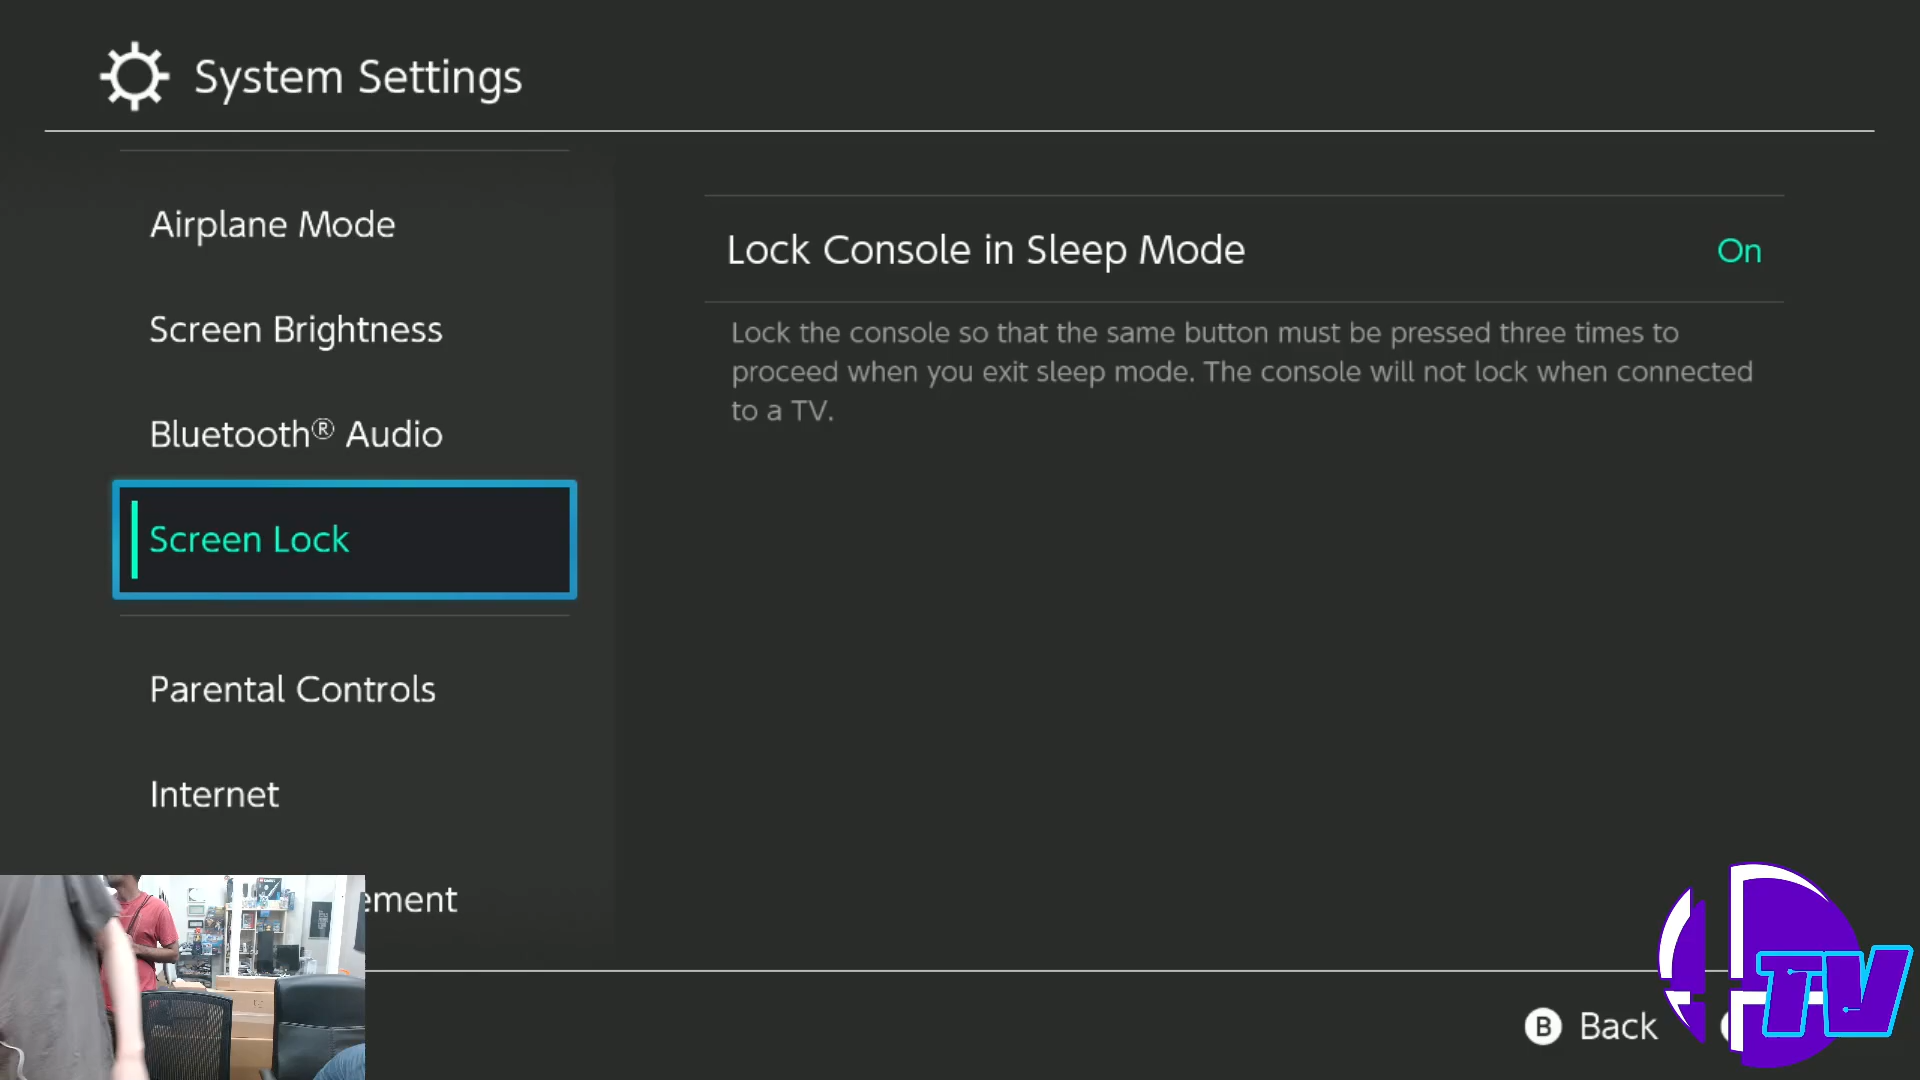 System Settings
Airplane Mode
Screen Brightness
Bluetooth® Audio
Screen Lock
Parental Controls
Internet
ement
Lock Console in Sleep Mode
On
Lock the console so that the same button must be pressed three times to
proceed when you exit sleep mode. The console will not lock when connected
to a TV.
B Back
TV